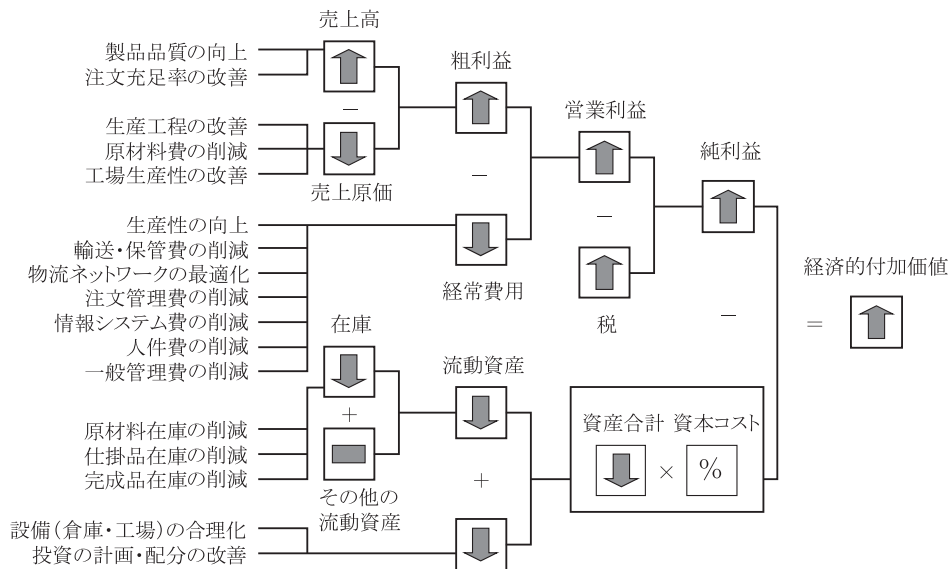 売上高
製品品質の向上
注文充足率の改善
粗利益
－
営業利益
生産工程の改善
原材料費の削減
工場生産性の改善
純利益
売上原価
－
－
生産性の向上
輸送・保管費の削減
物流ネットワークの最適化
注文管理費の削減
情報システム費の削減
人件費の削減
一般管理費の削減
経常費用
税
経済的付加価値
－
＝
在庫
流動資産
＋
資産合計 資本コスト
× %
原材料在庫の削減
仕掛品在庫の削減
完成品在庫の削減
その他の
流動資産
＋
設備（倉庫・工場）の合理化
投資の計画・配分の改善